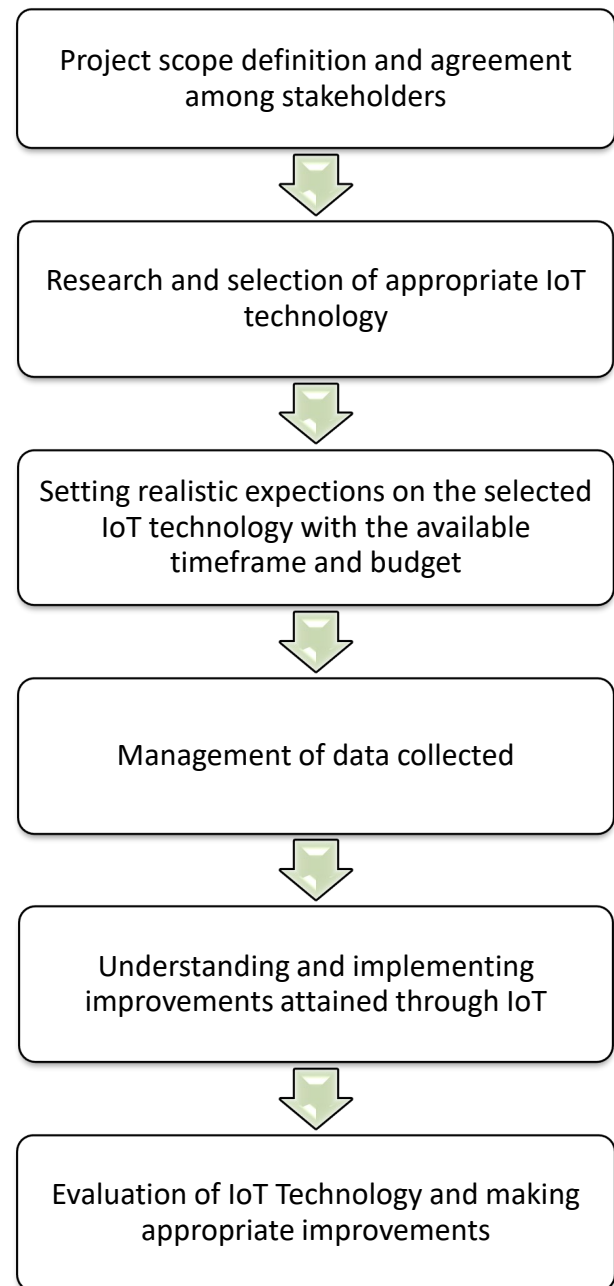 Project scope definition and agreement
among stakeholders
Research and selection of appropriate IoT
technology
Setting realistic expections on the selected
IoT technology with the available
timeframe and budget
Management of data collected
Understanding and implementing
improvements attained through IoT
Evaluation of IoT Technology and making
appropriate improvements